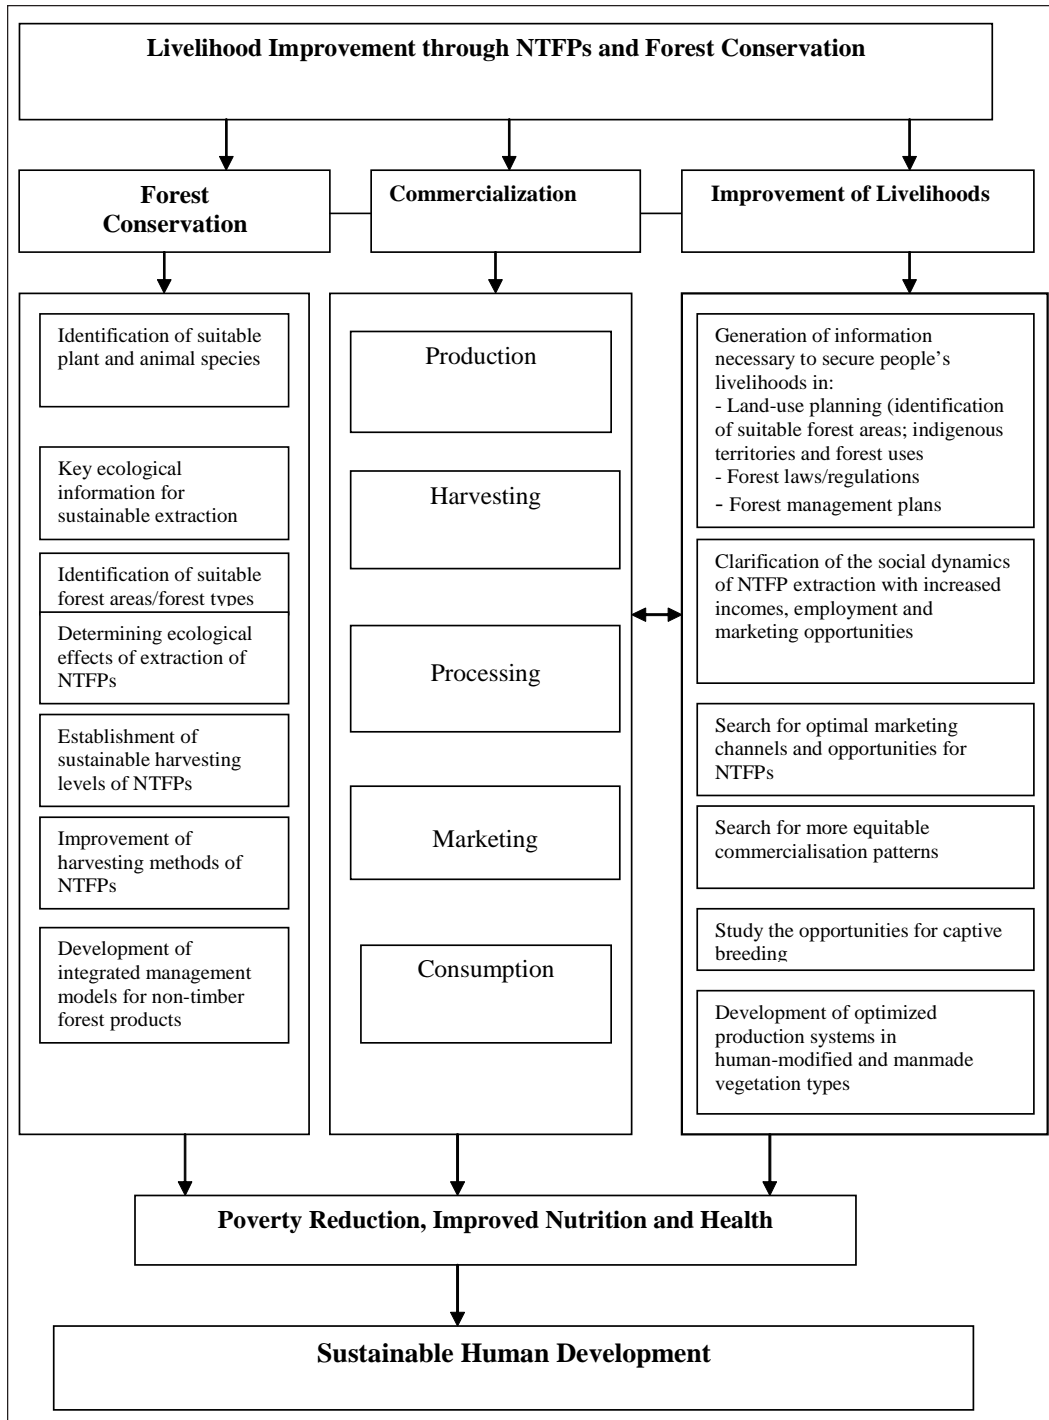 Livelihood Improvement through NTFPs and Forest Conservation
Forest
Conservation
Commercialization
Improvement of Livelihoods
Identification of suitable
plant and animal species
Key ecological
information for
sustainable extraction
Identification of suitable
forest areas/forest types
Determining ecological
effects of extraction of
NTFPs
Establishment of
sustainable harvesting
levels of NTFPs
Improvement of
harvesting methods of
NTFPs
Development of
integrated management
models for non-timber
forest products
Production
Harvesting
Processing
Marketing
Consumption
Generation of information
necessary to secure people’s
livelihoods in:
- Land-use planning (identification
of suitable forest areas; indigenous
territories and forest uses
- Forest laws/regulations
- Forest management plans
Clarification of the social dynamics
of NTFP extraction with increased
incomes, employment and
marketing opportunities
Search for optimal marketing
channels and opportunities for
NTFPs
Search for more equitable
commercialisation patterns
Study the opportunities for captive
breeding
Development of optimized
production systems in
human-modified and manmade
vegetation types
Poverty Reduction, Improved Nutrition and Health
Sustainable Human Development